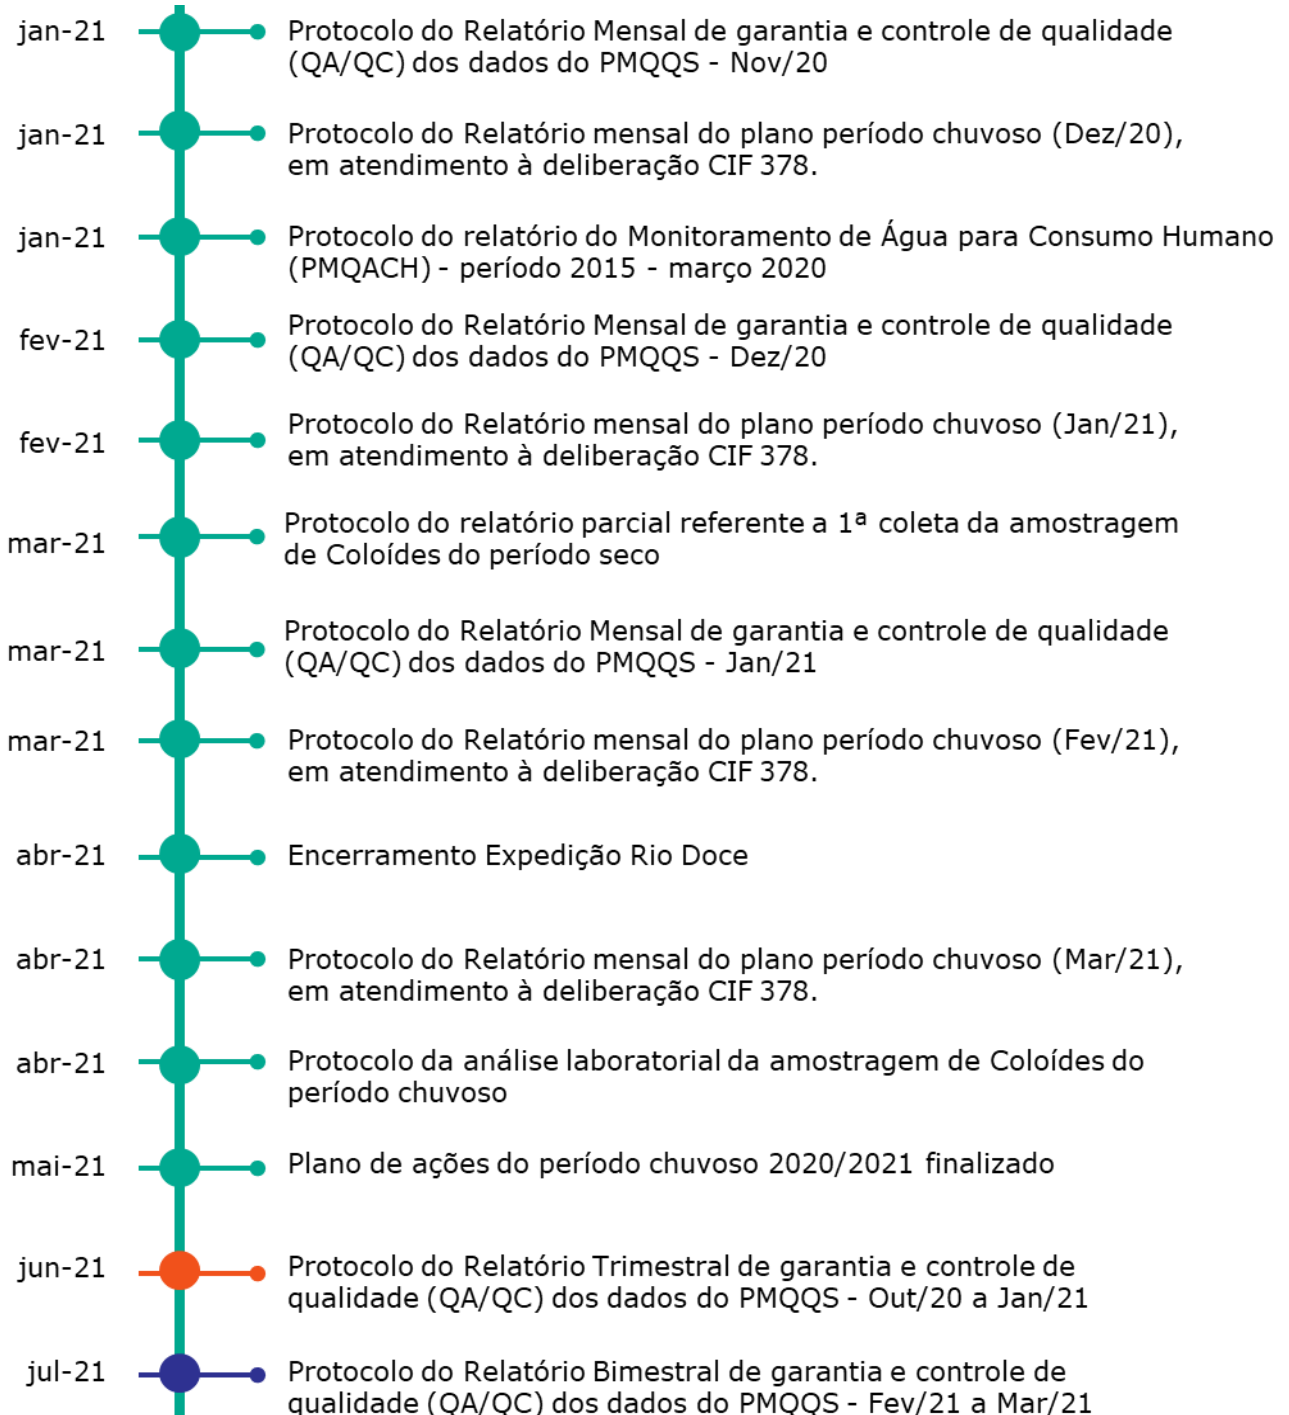 jan-21
Protocolo do Relatório Mensal de garantia e controle de qualidade
(QA/QC) dos dados do PMQQS - Nov/20
jan-21
Protocolo do Relatório mensal do plano período chuvoso (Dez/20),
em atendimento à deliberação CIF 378.
jan-21
Protocolo do relatório do Monitoramento de Água para Consumo Humano
(PMQACH) - período 2015 - março 2020
fev-21
Protocolo do Relatório Mensal de garantia e controle de qualidade
(QA/QC) dos dados do PMQQS - Dez/20
fev-21
Protocolo do Relatório mensal do plano período chuvoso (Jan/21),
em atendimento à deliberação CIF 378.
mar-21
Protocolo do relatório parcial referente a 1ª coleta da amostragem
de Coloídes do período seco
mar-21
Protocolo do Relatório Mensal de garantia e controle de qualidade
(QA/QC) dos dados do PMQQS - Jan/21
mar-21
Protocolo do Relatório mensal do plano período chuvoso (Fev/21),
em atendimento à deliberação CIF 378.
abr-21
Encerramento Expedição Rio Doce
abr-21
Protocolo do Relatório mensal do plano período chuvoso (Mar/21),
em atendimento à deliberação CIF 378.
abr-21
Protocolo da análise laboratorial da amostragem de Coloídes do
período chuvoso
mai-21
Plano de ações do período chuvoso 2020/2021 finalizado
jun-21
Protocolo do Relatório Trimestral de garantia e controle de
qualidade (QA/QC) dos dados do PMQQS - Out/20 a Jan/21
jul-21
Protocolo do Relatório Bimestral de garantia e controle de
qualidade (QA/QC) dos dados do PMQQS - Fev/21 a Mar/21